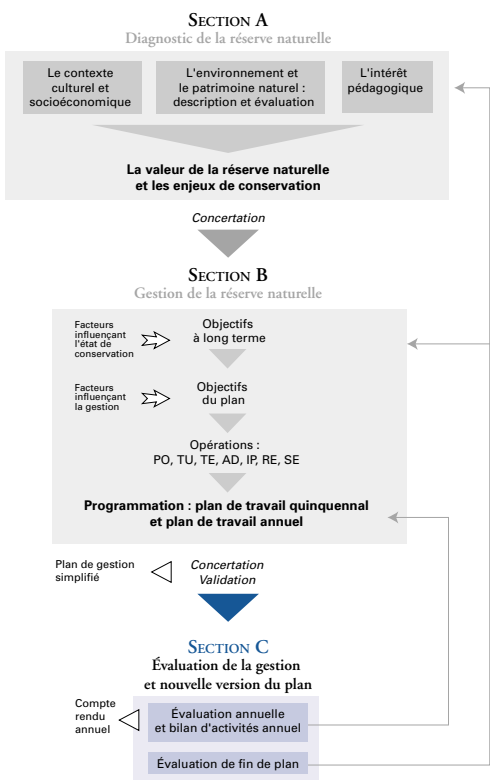 SECTION A
Diagnostic de la réserve naturelle
Le contexte
culturel et
socioéconomique
L'environnement et
le patrimoine naturel :
description et évaluation
L'intérêt
pédagogique
La valeur de la réserve naturelle
et les enjeux de conservation
Concertation
SECTION B
Gestion de la réserve naturelle
Facteurs
influençant
l'état de
conservation
Objectifs
à long terme
Facteurs
influençant
la gestion
Objectifs
du plan
Opérations :
PO, TU, TE, AD, IP, RE, SE
Programmation : plan de travail quinquennal
et plan de travail annuel
Plan de gestion
simplifié
Concertation
Validation
SECTION C
Évaluation de la gestion
et nouvelle version du plan
Compte
rendu
annuel
Évaluation annuelle
et bilan d'activités annuel
Évaluation de fin de plan